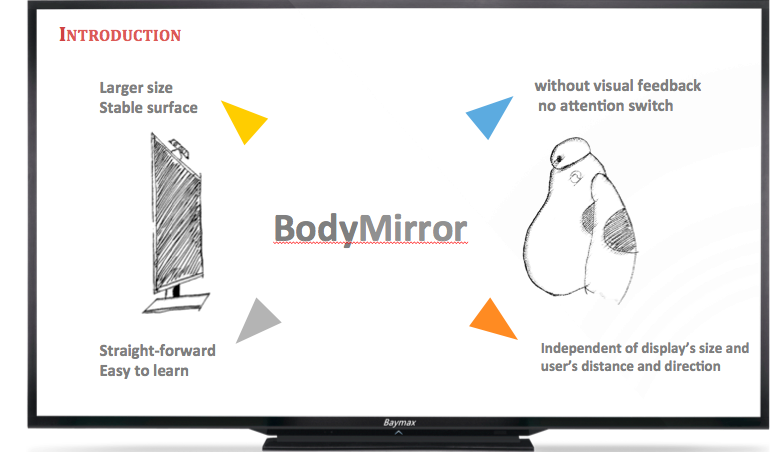 INTRODUCTION
Larger size
Stable surface
without visual feedback
no attention switch
BodyMirror
Straight-forward
Easy to learn
Independent of display's size and
user's distance and direction
Baymax